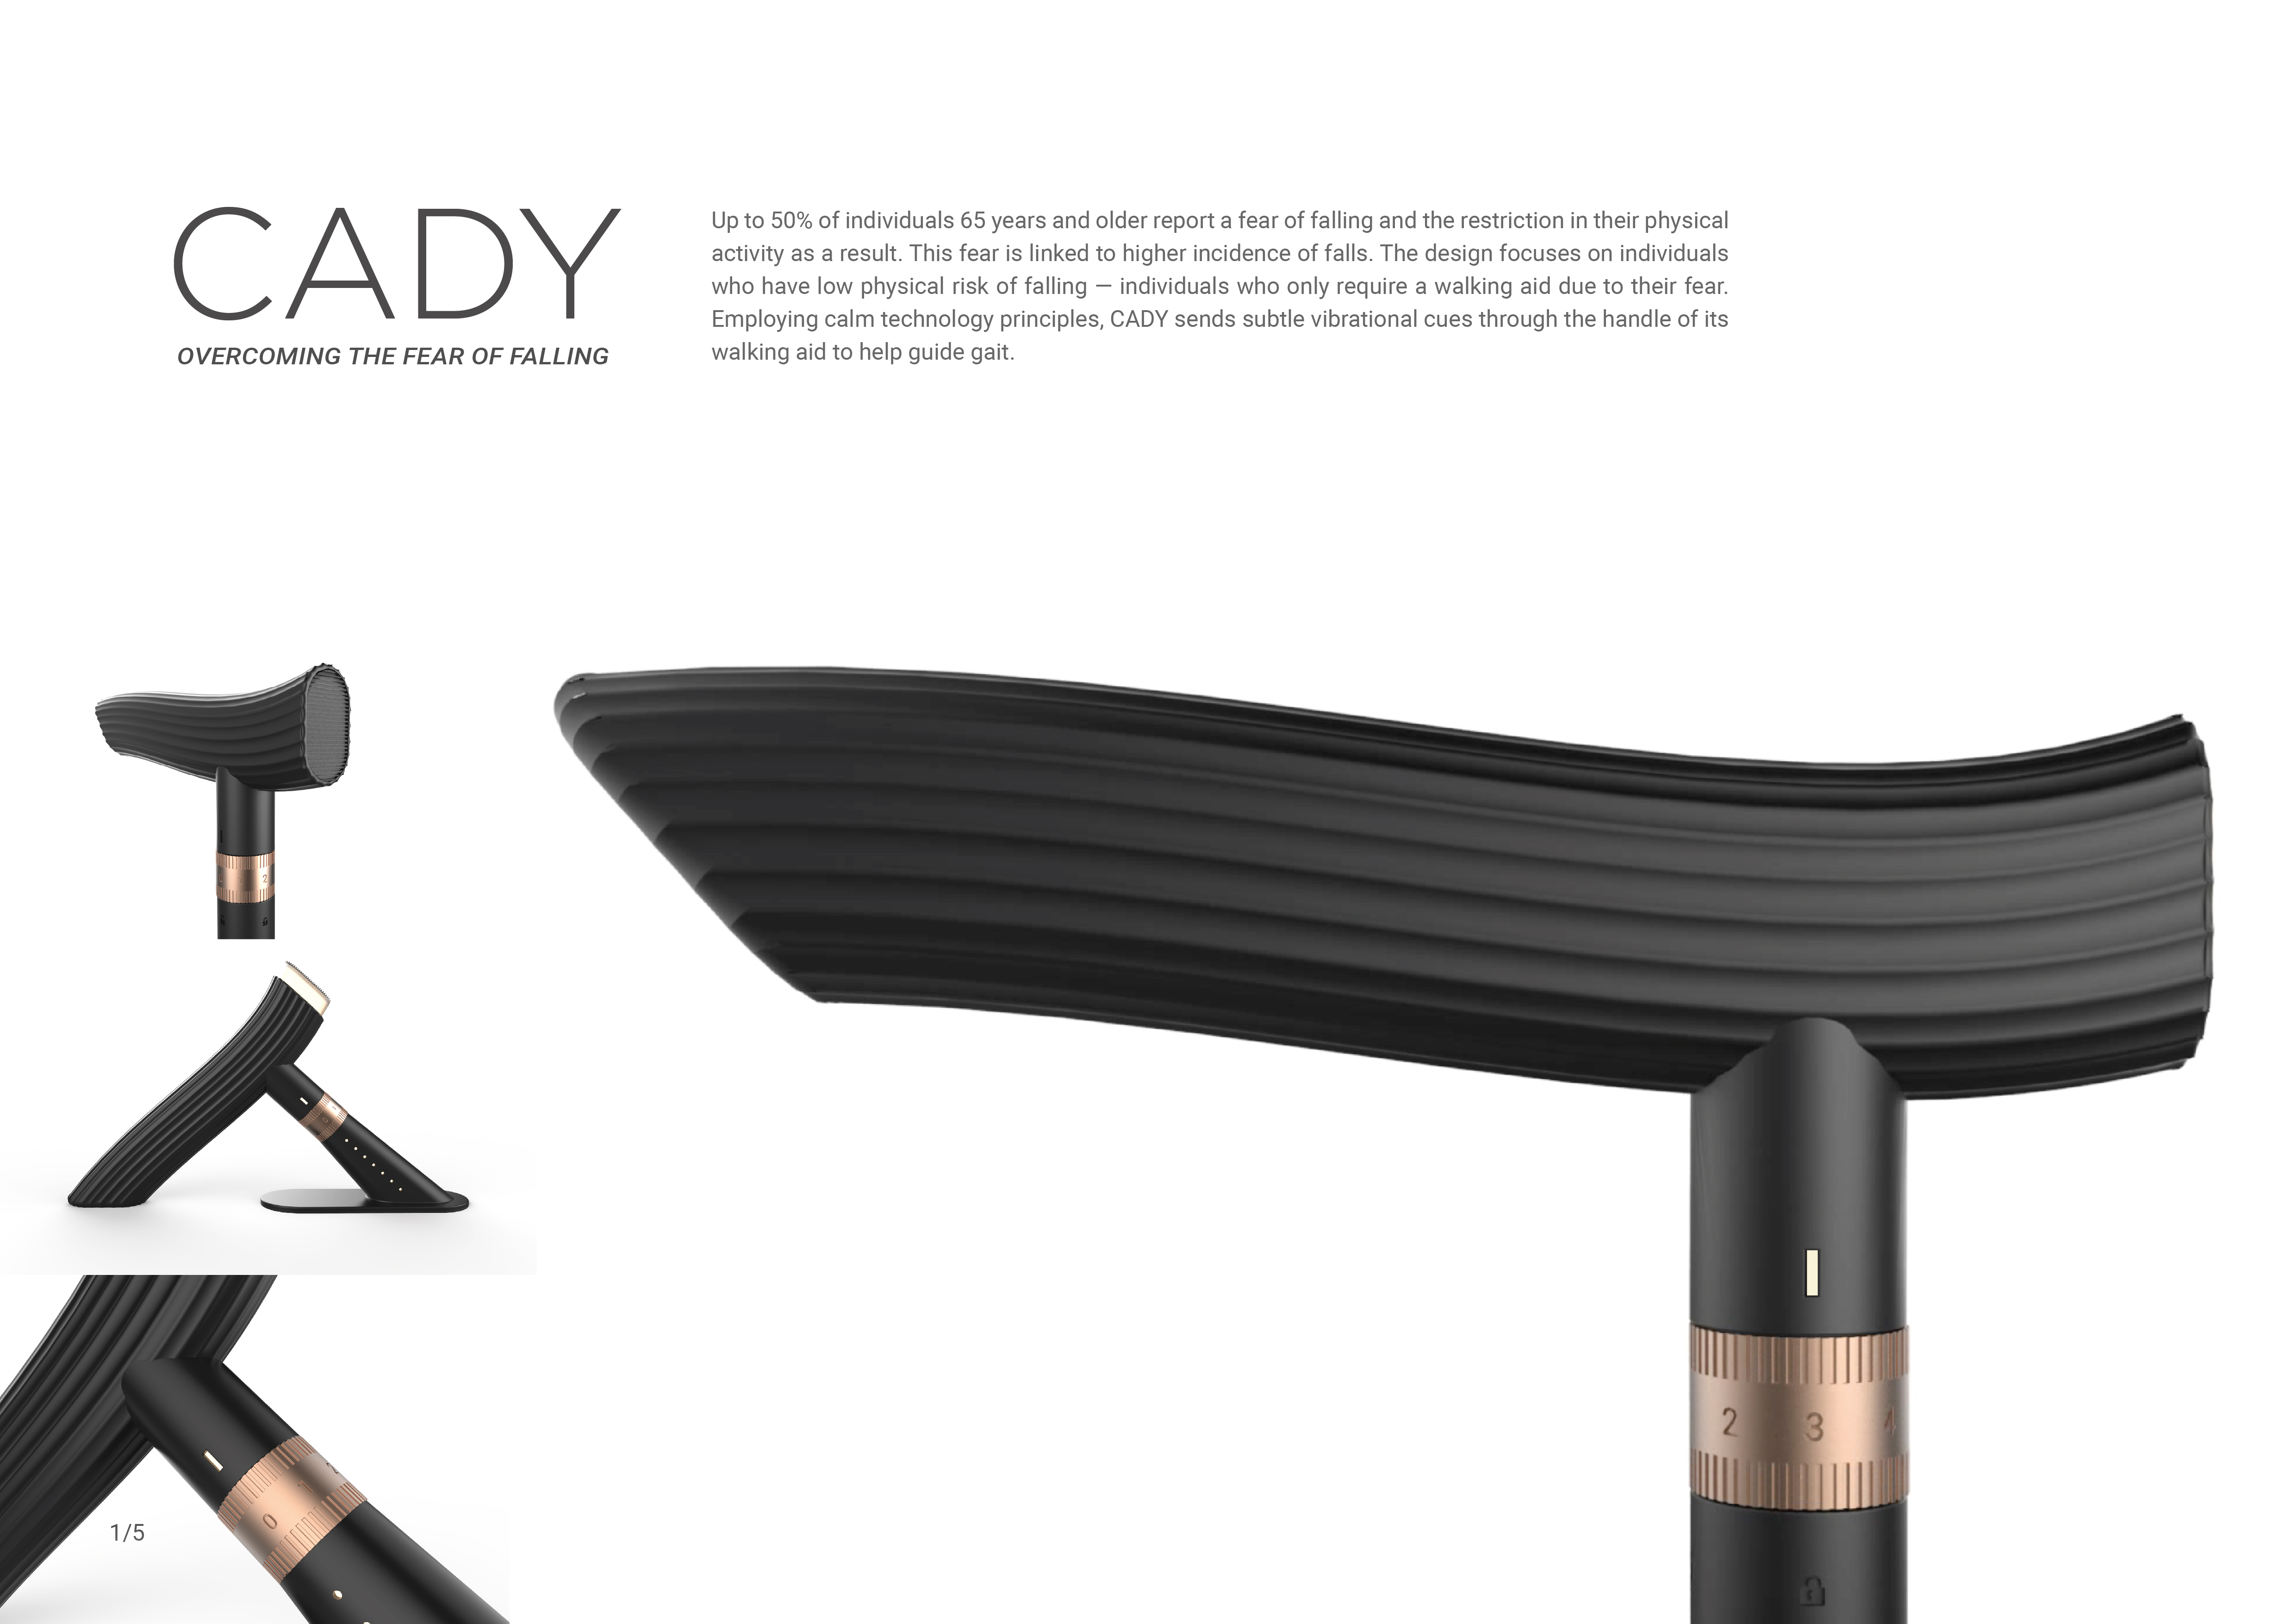 CADY
OVERCOMING THE FEAR OF FALLING
Up to 50% of individuals 65 years and older report a fear of falling and the restriction in their physical
activity as a result. This fear is linked to higher incidence of falls. The design focuses on individuals
who have low physical risk of falling — individuals who only require a walking aid due to their fear.
Employing calm technology principles, CADY sends subtle vibrational cues through the handle of its
walking aid to help guide gait.
2
2 3 4
0 1 2
1/5